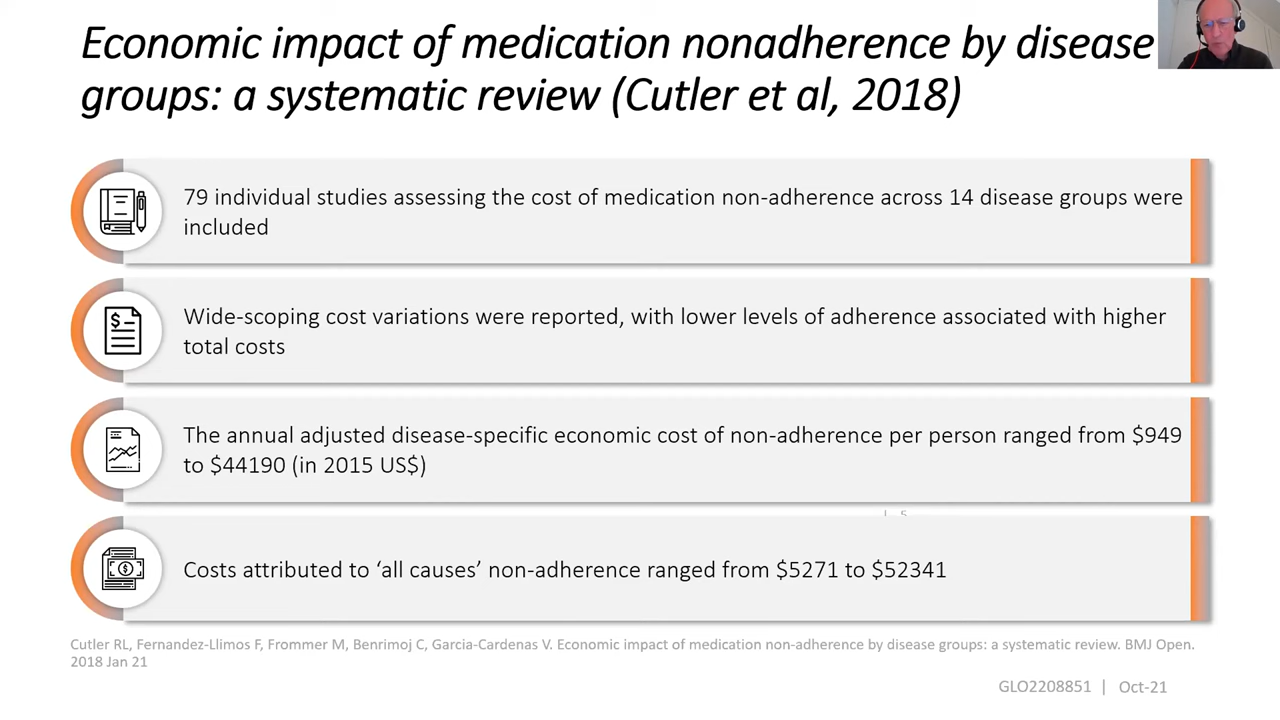 Economic impact of medication nonadherence by disease
groups: a systematic review (Cutler et al, 2018)
79 individual studies assessing the cost of medication non-adherence across 14 disease groups were
included
Wide-scoping cost variations were reported, with lower levels of adherence associated with higher
total costs
The annual adjusted disease-specific economic cost of non-adherence per person ranged from $949
to $44190 (in 2015 US$)
Costs attributed to ‘all causes’ non-adherence ranged from $5271 to $52341
Cutler RL, Fernandez-Llimos F, Frommer M, Benrimoj C, Garcia-Cardenas V. Economic impact of medication non-adherence by disease groups: a systematic review. BMJ Open.
2018 Jan 21
GLO2208851 | Oct-21